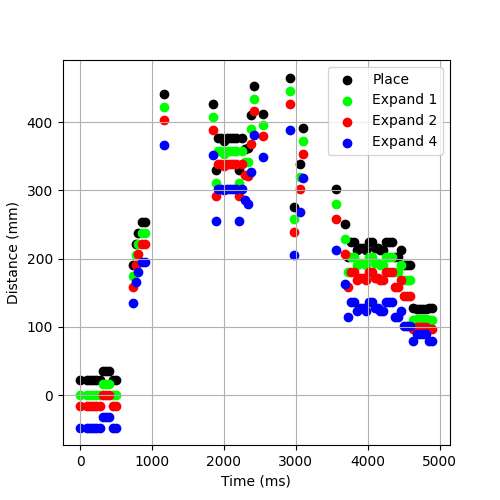 Place
Expand 1
Expand 2
Expand 4
Distance (mm)
400
300
200
100
0
0
1000
2000
3000
4000
5000
Time (ms)